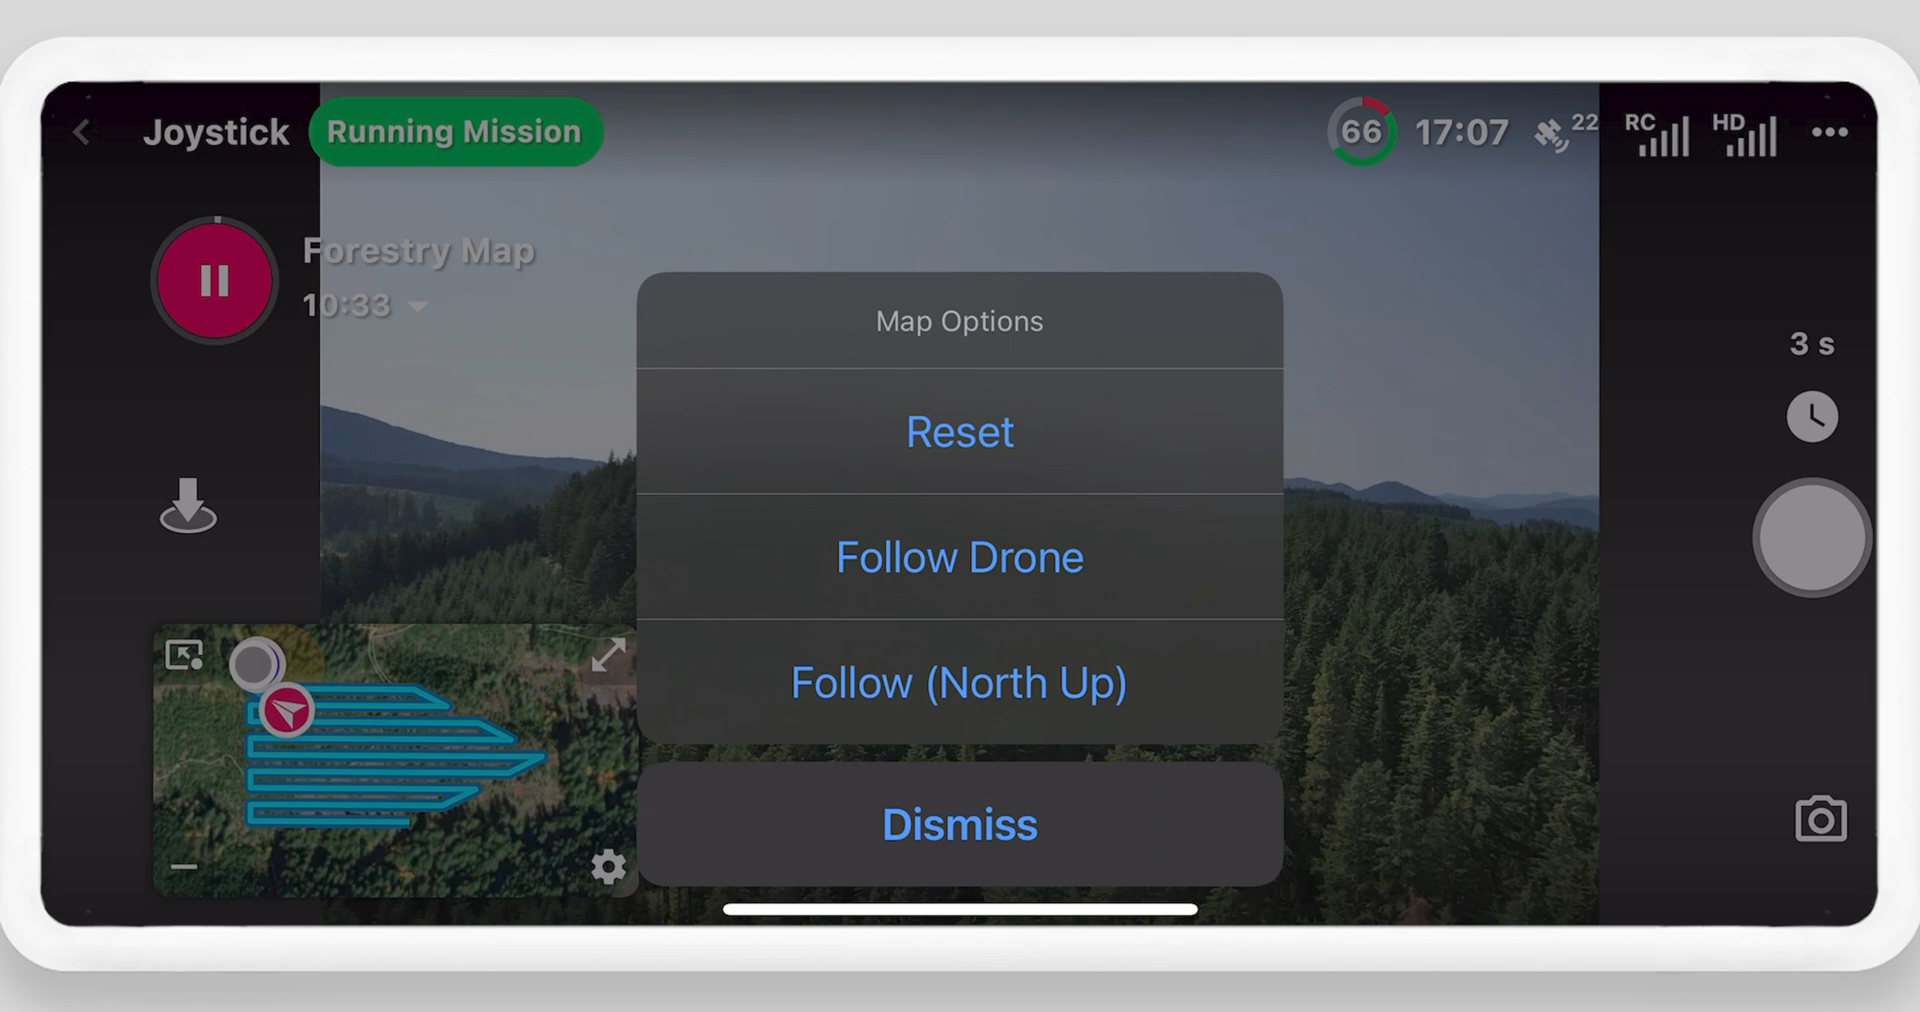 Joystick Running Mission 66 17:07 22 RC HD
Forestry Map
10:33
Map Options
Reset
Follow Drone
Follow (North Up)
Dismiss
3 s